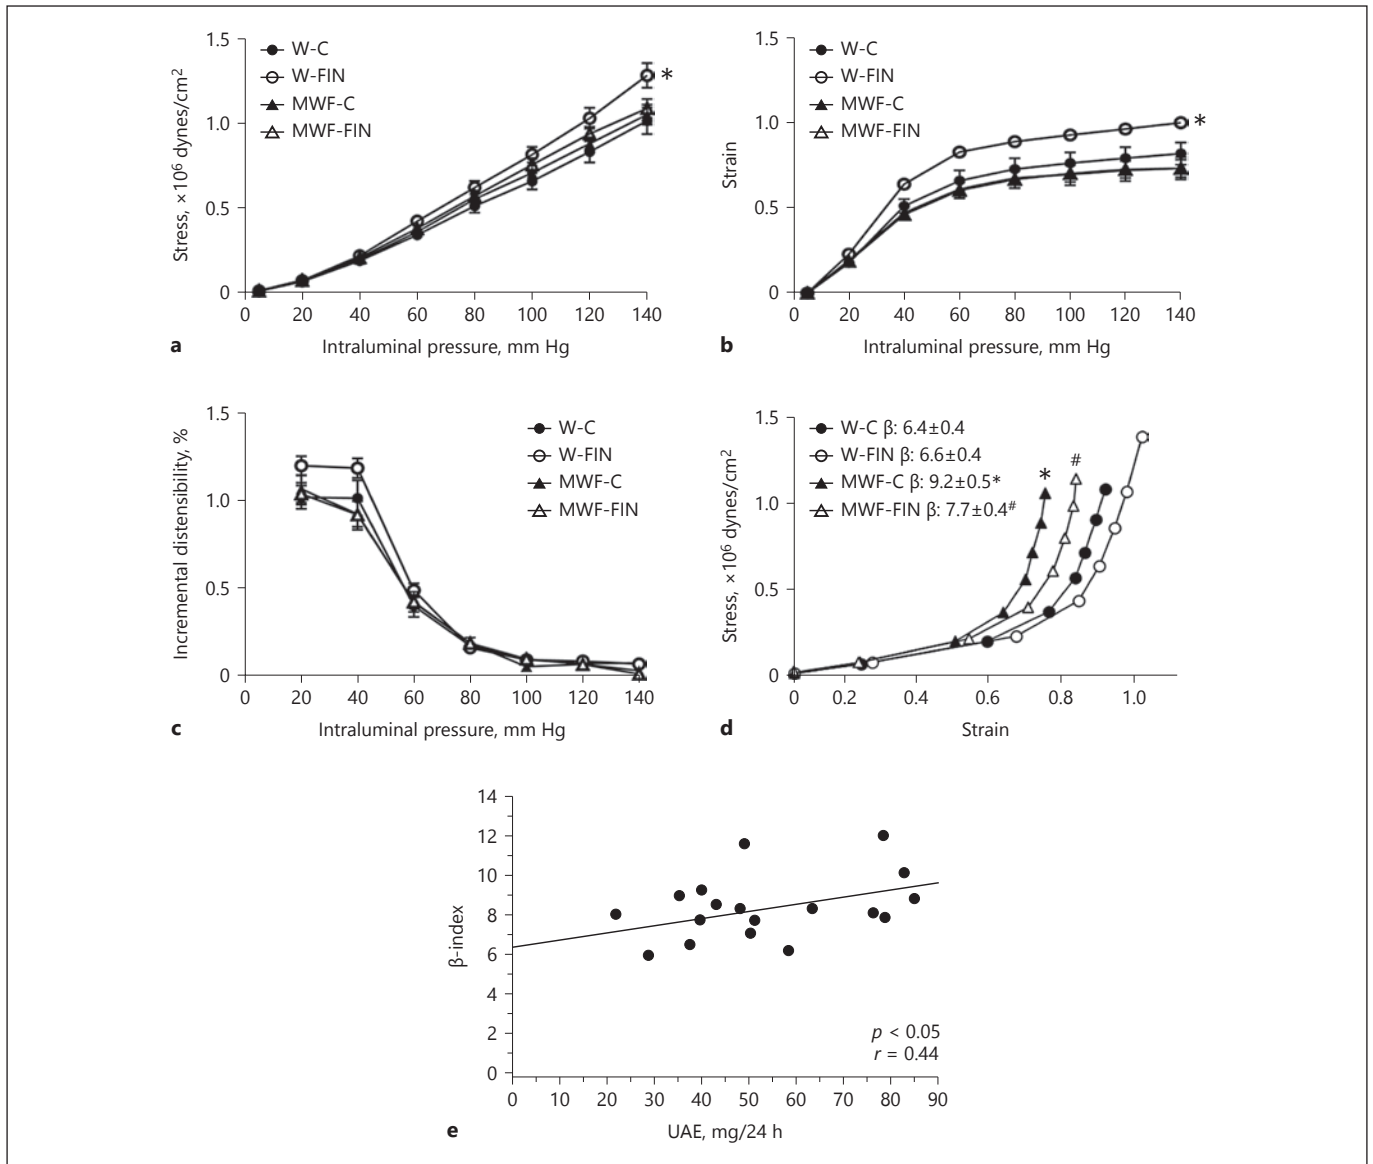 1.5
1.0
0.5
0
Stress, ×10⁶ dynes/cm²
W-C
W-FIN
MWF-C
MWF-FIN
*
0 20 40 60 80 100 120 140
a
Intraluminal pressure, mm Hg
1.5
1.0
0.5
0
Strain
W-C
W-FIN
MWF-C
MWF-FIN
*
0 20 40 60 80 100 120 140
b
Intraluminal pressure, mm Hg
1.5
1.0
0.5
0
Incremental distensibility, %
W-C
W-FIN
MWF-C
MWF-FIN
0 20 40 60 80 100 120 140
c
Intraluminal pressure, mm Hg
1.5
1.0
0.5
0
Stress, ×10⁶ dynes/cm²
W-C β: 6.4±0.4
W-FIN β: 6.6±0.4
MWF-C β: 9.2±0.5*
MWF-FIN β: 7.7±0.4#
*
#
0 0.2 0.4 0.6 0.8 1.0
d
Strain
14
12
10
8
6
4
2
0
β-index
p < 0.05
r = 0.44
0 10 20 30 40 50 60 70 80 90
e
UAE, mg/24 h